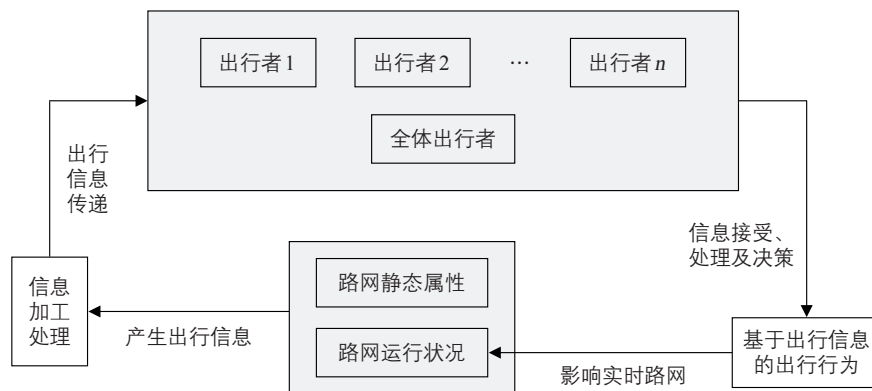 出行者1
出行者2
…
出行者n
全体出行者
出行
信息
传递
信息接受、
处理及决策
信息
加工
处理
产生出行信息
路网静态属性
路网运行状况
影响实时路网
基于出行信息
的出行行为